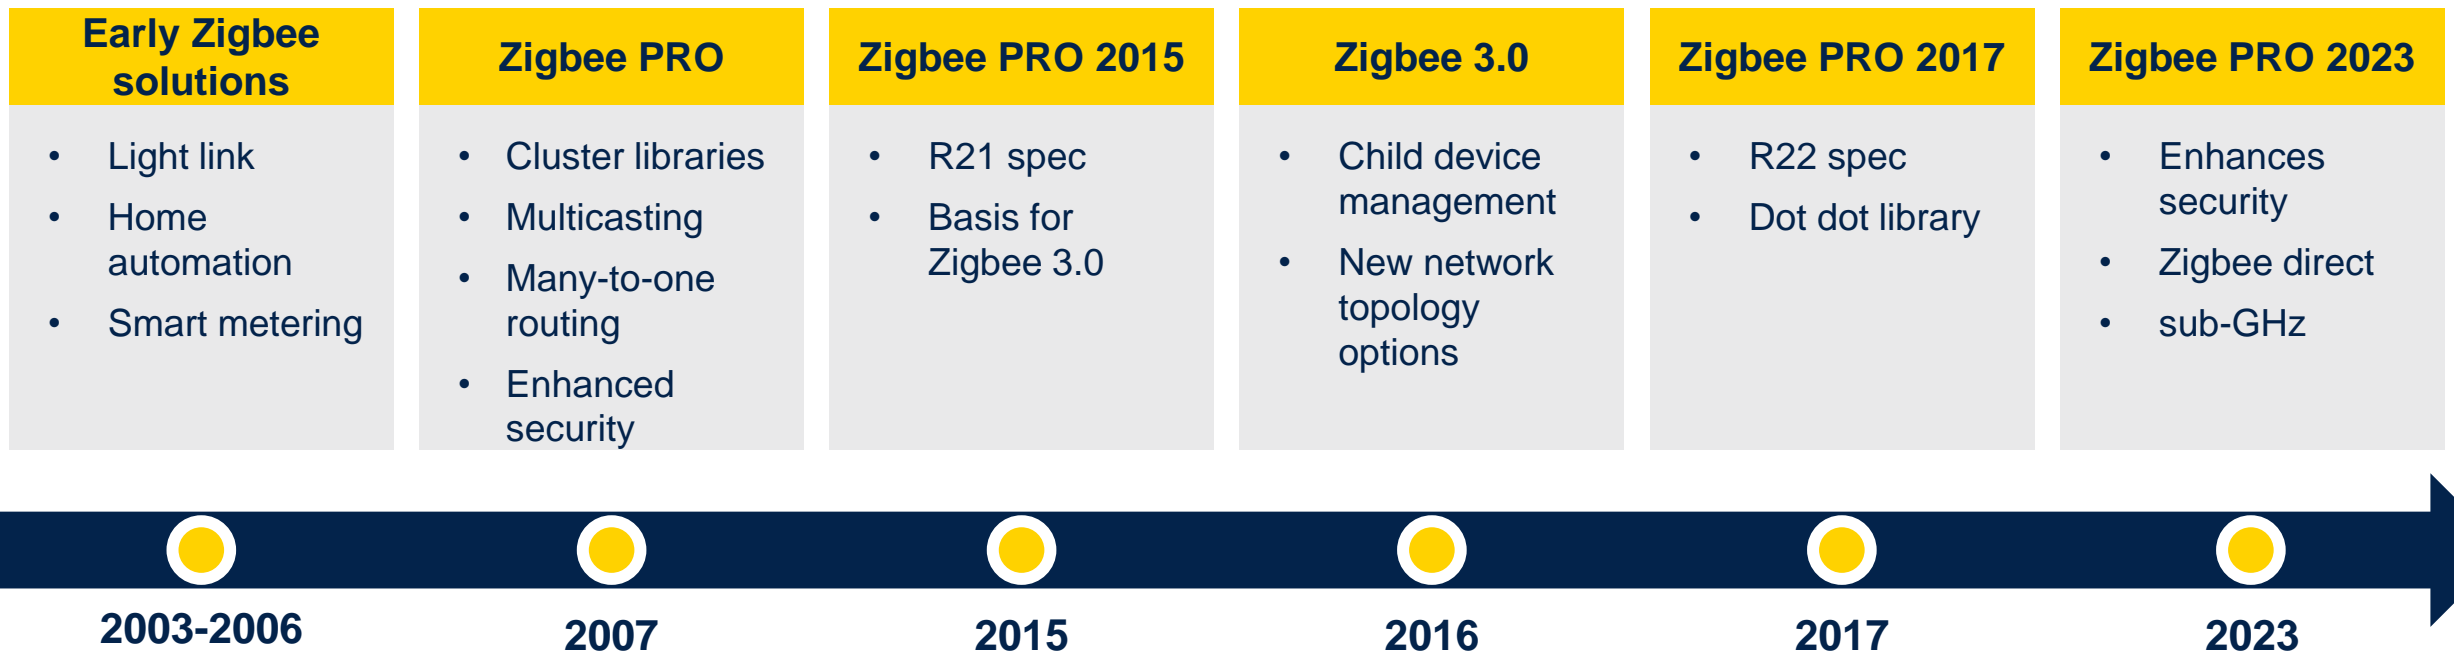 Early Zigbee
solutions
• Light link
• Home
automation
• Smart metering
Zigbee PRO
• Cluster libraries
• Multicasting
• Many-to-one
routing
• Enhanced
security
Zigbee PRO 2015
• R21 spec
• Basis for
Zigbee 3.0
Zigbee 3.0
• Child device
management
• New network
topology
options
Zigbee PRO 2017
• R22 spec
• Dot dot library
Zigbee PRO 2023
• Enhances
security
• Zigbee direct
• sub-GHz
2003-2006
2007
2015
2016
2017
2023